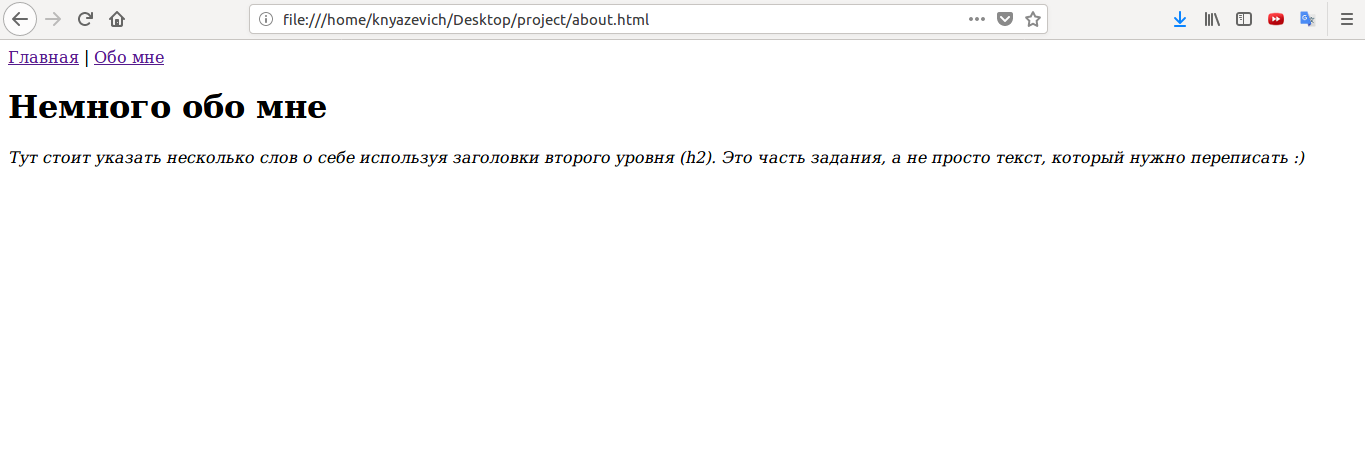 file:///home/knyazevich/Desktop/project/about.html
Главная | Обо мне
Немного обо мне
Тут стоит указать несколько слов о себе используя заголовки второго уровня (h2). Это часть задания, а не просто текст, который нужно переписать :)